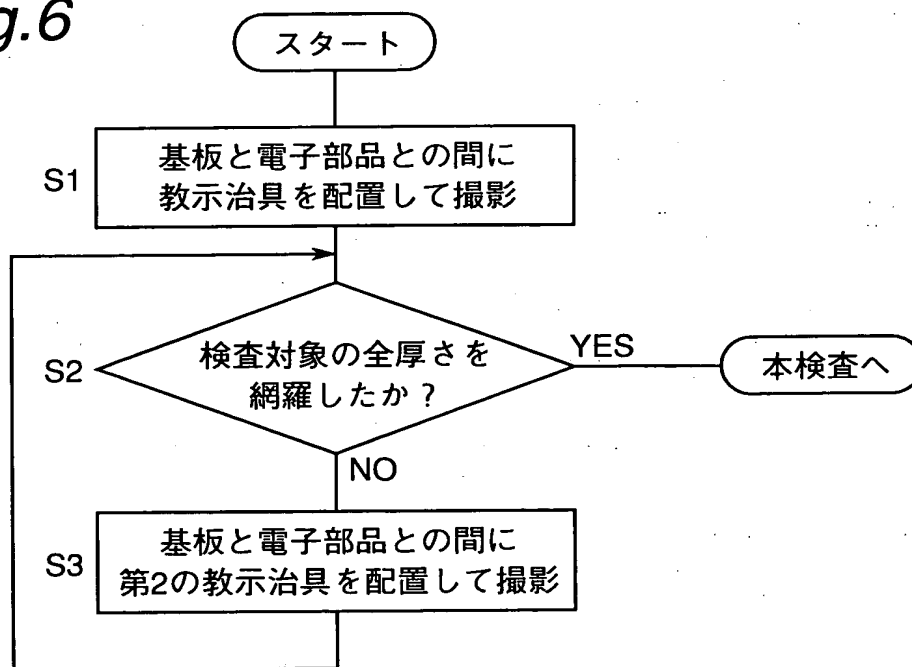 g.6
スタート
S1
基板と電子部品との間に
教示治具を配置して撮影
S2
検査対象の全厚さを
網羅したか？
YES
本検査へ
NO
S3
基板と電子部品との間に
第2の教示治具を配置して撮影